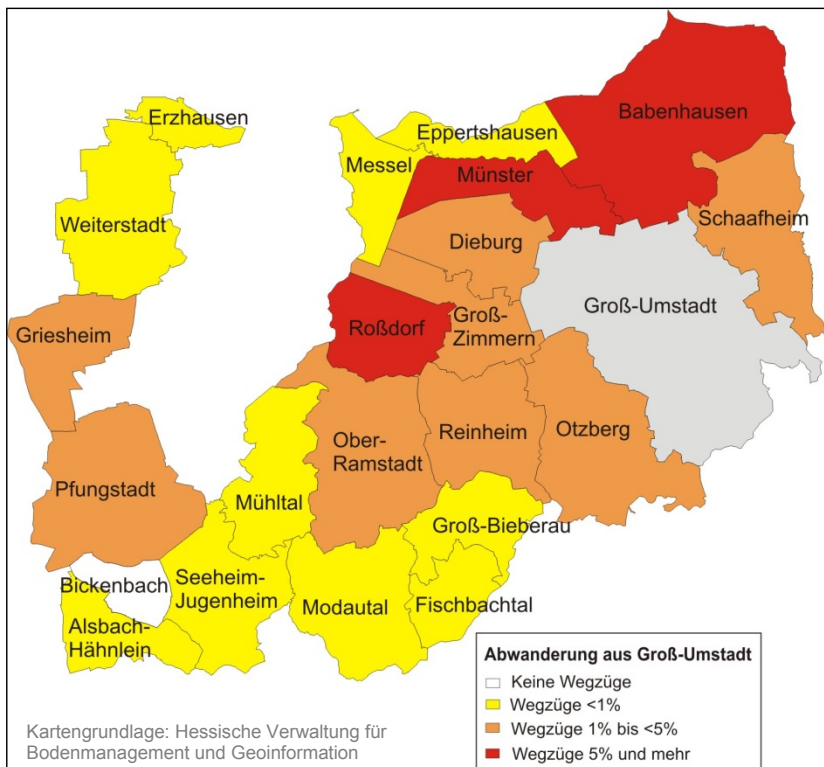 Erzhausen
Eppertshausen
Babenhausen
Messel
Münster
Weiterstadt
Schaafheim
Dieburg
Groß-Umstadt
Griesheim
Roßdorf
Groß-
Zimmern
Ober-
Ramstadt
Reinheim
Otzberg
Pfungstadt
Mühltal
Groß-Bieberau
Bickenbach
Seeheim-
Jugenheim
Modautal
Fischbachtal
Alsbach-
Hähnlein
Abwanderung aus Groß-Umstadt
Keine Wegzüge
Wegzüge <1%
Wegzüge 1% bis <5%
Wegzüge 5% und mehr
Kartengrundlage: Hessische Verwaltung für
Bodenmanagement und Geoinformation